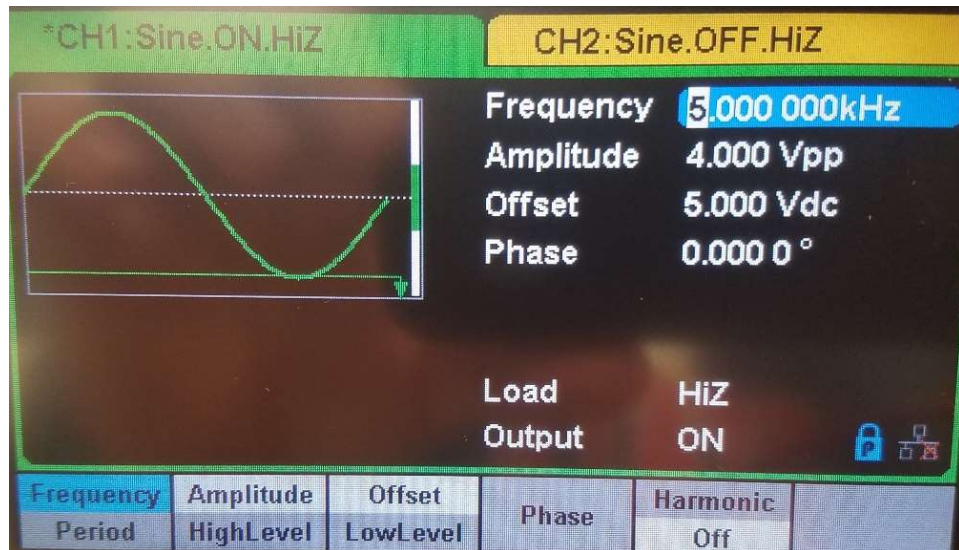 *CH1:Sine.ON.HiZ
CH2:Sine.OFF.HiZ
Frequency 5.000 000kHz
Amplitude 4.000 Vpp
Offset 5.000 Vdc
Phase 0.000 0 °
Load HiZ
Output ON
P
Frequency Amplitude Offset Phase Harmonic
Period HighLevel LowLevel Off